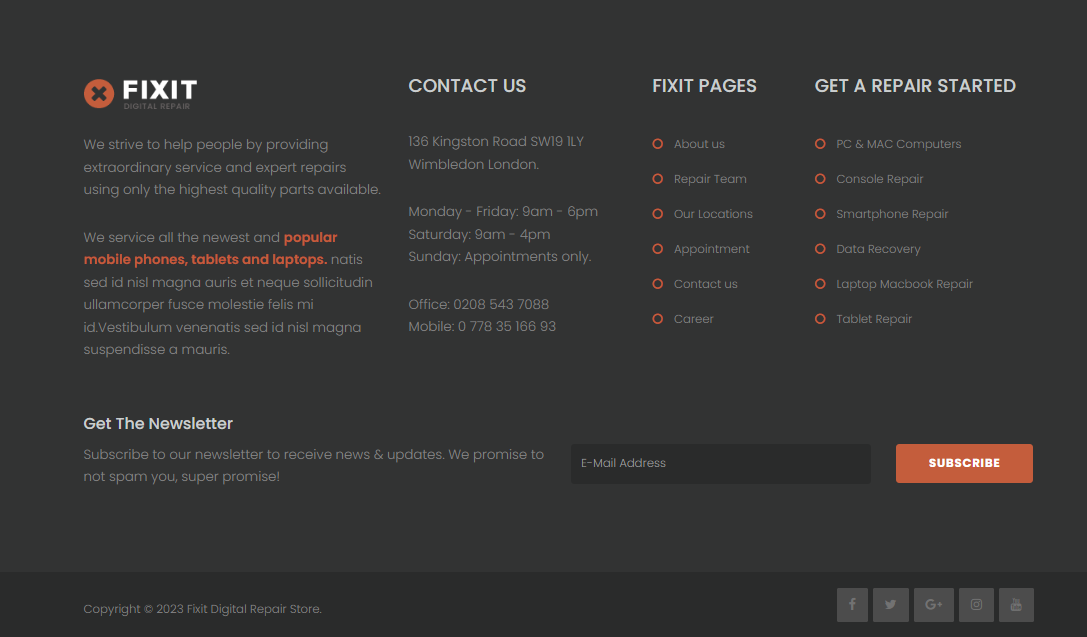 FIXIT
DIGITAL REPAIR
We strive to help people by providing
extraordinary service and expert repairs
using only the highest quality parts available.
We service all the newest and popular
mobile phones, tablets and laptops. natis
sed id nisl magna auris et neque sollicitudin
ullamcorper fusce molestie felis mi
id.Vestibulum venenatis sed id nisl magna
suspendisse a mauris.
CONTACT US
136 Kingston Road SW19 1LY
Wimbledon London.
Monday - Friday: 9am - 6pm
Saturday: 9am - 4pm
Sunday: Appointments only.
Office: 0208 543 7088
Mobile: 0 778 35 166 93
FIXIT PAGES
About us
Repair Team
Our Locations
Appointment
Contact us
Career
GET A REPAIR STARTED
PC & MAC Computers
Console Repair
Smartphone Repair
Data Recovery
Laptop Macbook Repair
Tablet Repair
Get The Newsletter
Subscribe to our newsletter to receive news & updates. We promise to
not spam you, super promise!
E-Mail Address
SUBSCRIBE
Copyright © 2023 Fixit Digital Repair Store.